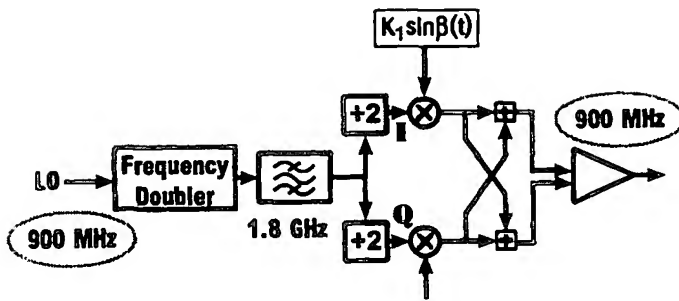 K₁sinβ(t)
+2
I
900 MHz
LO
Frequency
Doubler
1.8 GHz
900 MHz
+2
Q